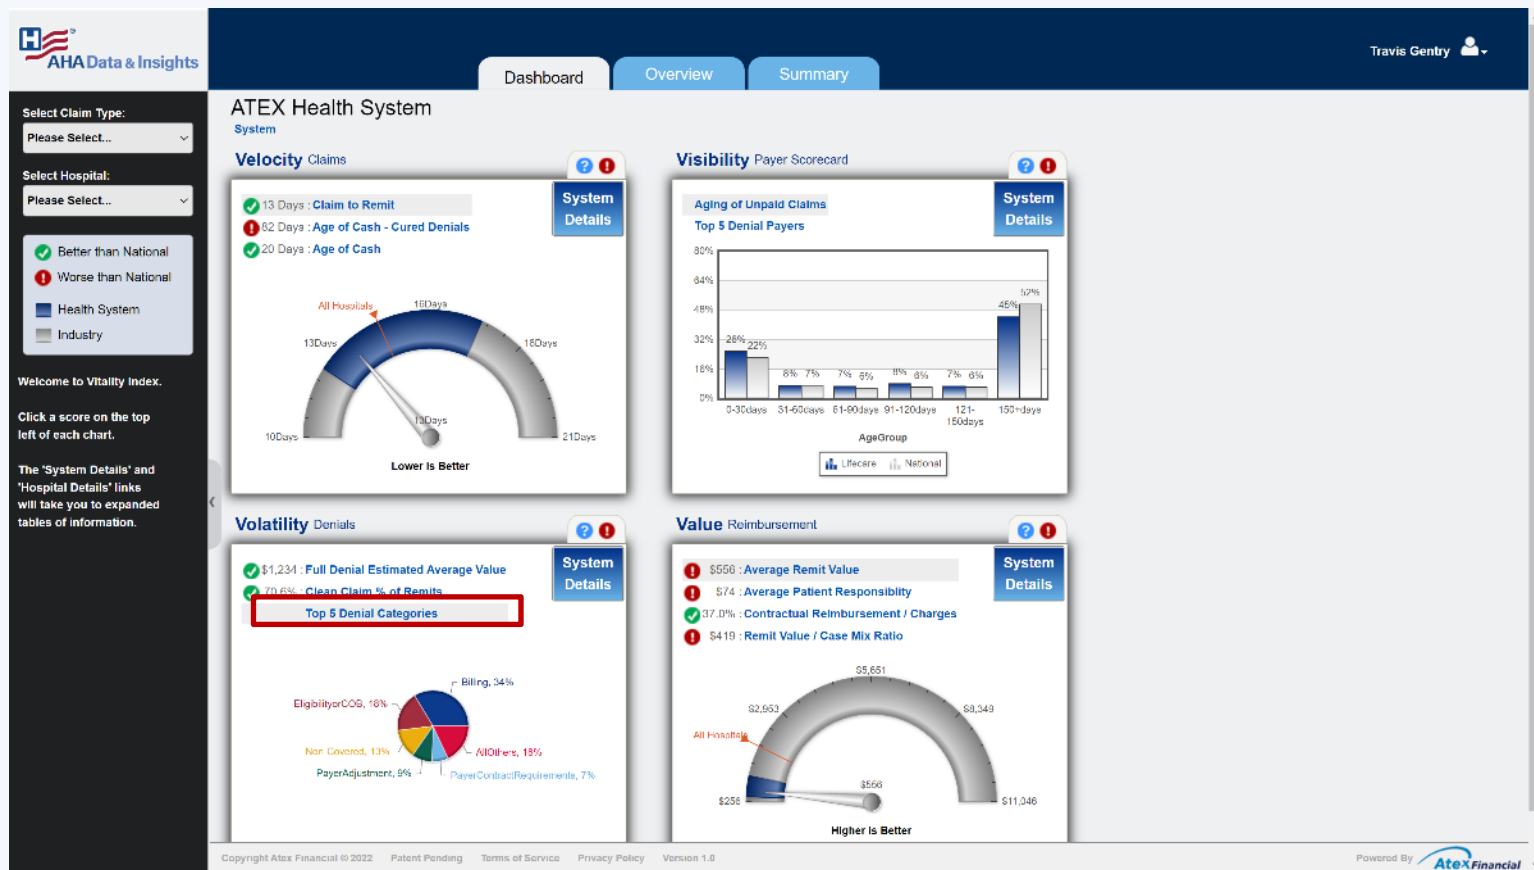 H®
AHA Data & Insights
Dashboard
Overview
Summary
Travis Gentry
Select Claim Type:
Please Select...
Select Hospital:
Please Select...
Better than National
Worse than National
Health System
Industry
Welcome to Vitality Index.
Click a score on the top
left of each chart.
The 'System Details' and
'Hospital Details' links
will take you to expanded
tables of information.
ATEX Health System
System
Velocity Claims
? !
System
Details
13 Days : Claim to Remit
82 Days : Age of Cash - Cured Denials
20 Days : Age of Cash
All Hospitals
16Days
13Days
18Days
13Days
10Days
21Days
Lower Is Better
Visibility Payer Scorecard
? !
System
Details
Aging of Unpaid Claims
Top 5 Denial Payers
80%
64%
48%
32%
16%
0%
26% 22%
8% 7%
7% 6%
8% 6%
7% 6%
45% 52%
0-30days 31-60days 61-90days 91-120days 121-150days 150+days
AgeGroup
Lifecare National
Volatility Denials
? !
System
Details
$1,234 : Full Denial Estimated Average Value
70.6% : Clean Claim % of Remits
Top 5 Denial Categories
Billing, 34%
EligibilityorCOB, 18%
Non Covered, 13%
AllOthers, 18%
PayerAdjustment, 9%
PayerContractRequirements, 7%
Value Reimbursement
? !
System
Details
$556 : Average Remit Value
$74 : Average Patient Responsiblity
37.0% : Contractual Reimbursement / Charges
$419 : Remit Value / Case Mix Ratio
$5,651
$2,953
$8,349
All Hospitals
$556
$256
$11,046
Higher is Better
Copyright Atex Financial © 2022 Patent Pending Terms of Service Privacy Policy Version 1.0
Powered By Atex Financial